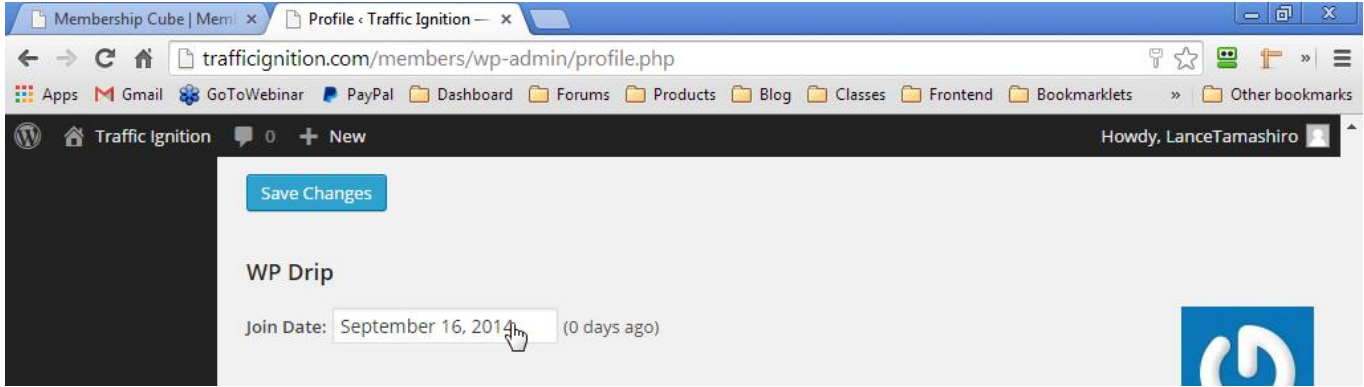 Membership Cube | Mem
Profile ‹ Traffic Ignition —
trafficignition.com/members/wp-admin/profile.php
Apps Gmail GoToWebinar PayPal Dashboard Forums Products Blog Classes Frontend Bookmarklets » Other bookmarks
Traffic Ignition 0 + New Howdy, LanceTamashiro
Save Changes
WP Drip
Join Date: September 16, 2014 (0 days ago)